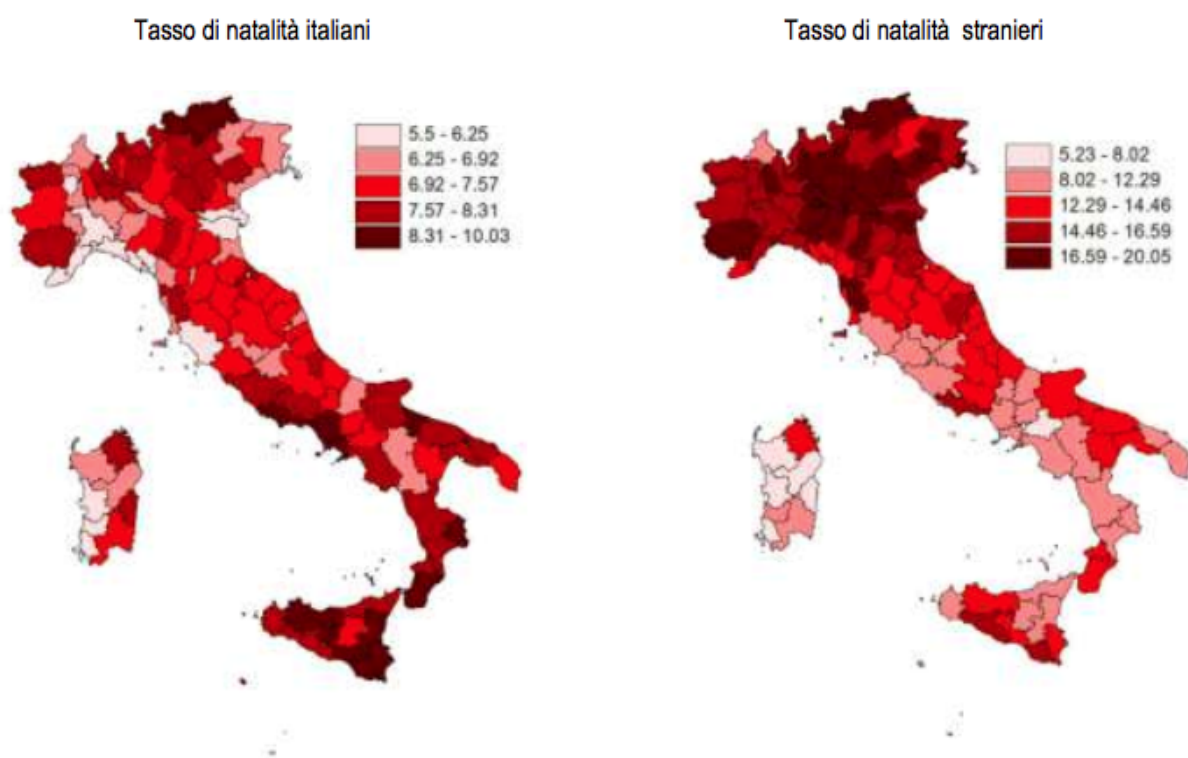 Tasso di natalità italiani
5.5 - 6.25
6.25 - 6.92
6.92 - 7.57
7.57 - 8.31
8.31 - 10.03
Tasso di natalità  stranieri
5.23 - 8.02
8.02 - 12.29
12.29 - 14.46
14.46 - 16.59
16.59 - 20.05